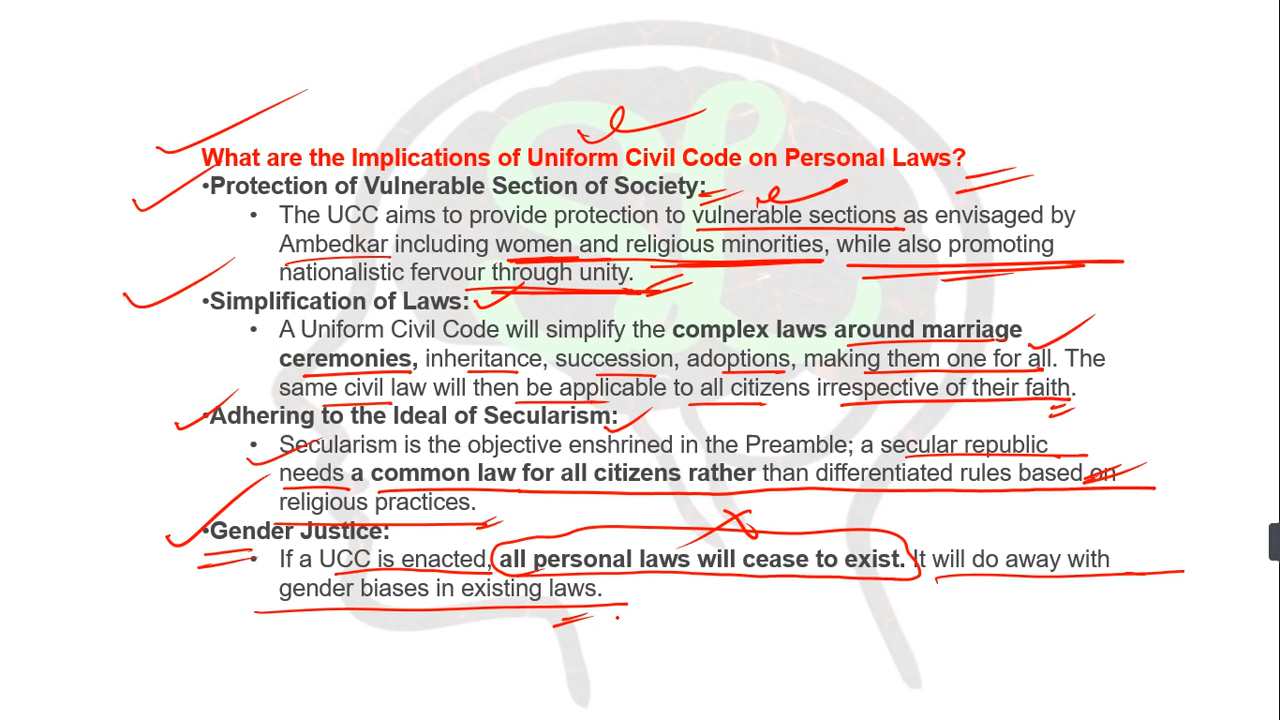 What are the Implications of Uniform Civil Code on Personal Laws?
•Protection of Vulnerable Section of Society:
• The UCC aims to provide protection to vulnerable sections as envisaged by
Ambedkar including women and religious minorities, while also promoting
nationalistic fervour through unity.
•Simplification of Laws:
• A Uniform Civil Code will simplify the complex laws around marriage
ceremonies, inheritance, succession, adoptions, making them one for all. The
same civil law will then be applicable to all citizens irrespective of their faith.
•Adhering to the Ideal of Secularism:
• Secularism is the objective enshrined in the Preamble; a secular republic
needs a common law for all citizens rather than differentiated rules based on
religious practices.
•Gender Justice:
• If a UCC is enacted, all personal laws will cease to exist. It will do away with
gender biases in existing laws.